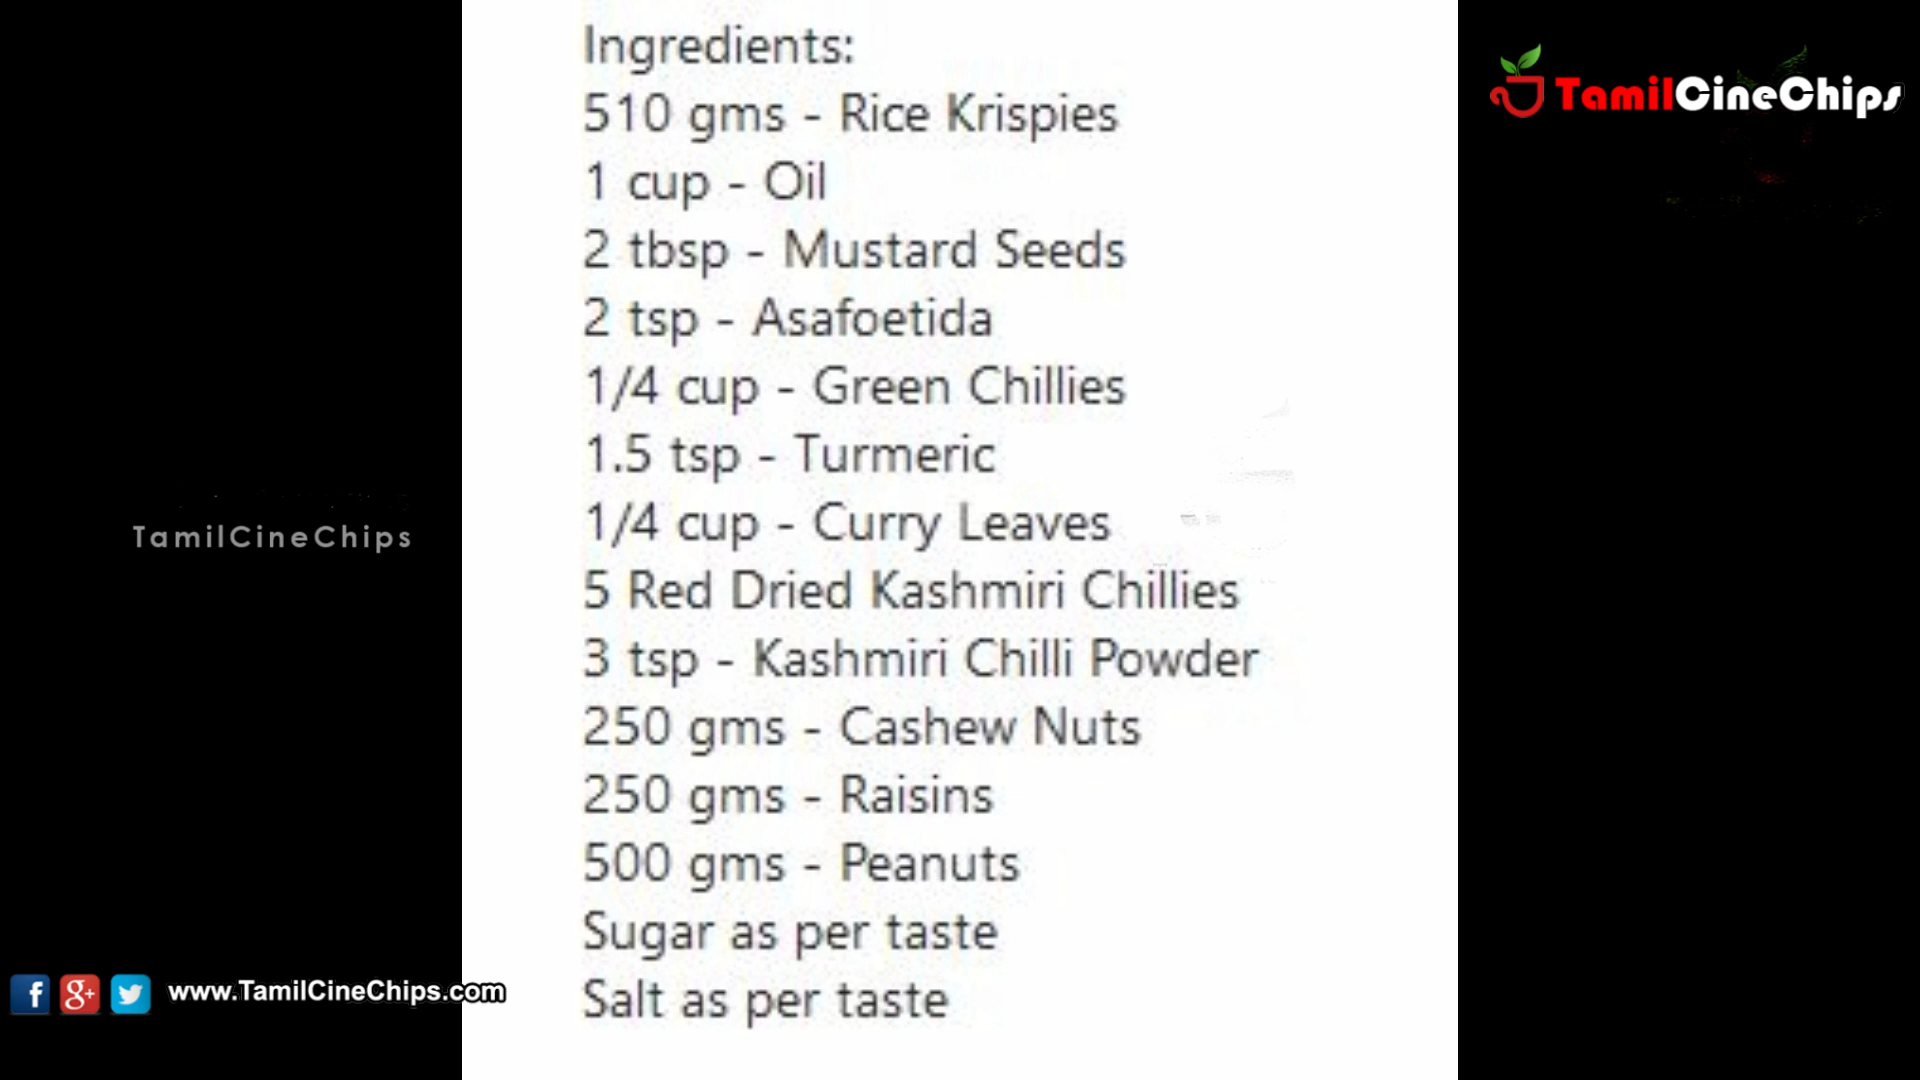 Ingredients:
510 gms - Rice Krispies
1 cup - Oil
2 tbsp - Mustard Seeds
2 tsp - Asafoetida
1/4 cup - Green Chillies
1.5 tsp - Turmeric
1/4 cup - Curry Leaves
5 Red Dried Kashmiri Chillies
3 tsp - Kashmiri Chilli Powder
250 gms - Cashew Nuts
250 gms - Raisins
500 gms - Peanuts
Sugar as per taste
Salt as per taste
TamilCineChips
TamilCineChips
f g+ www.TamilCineChips.com